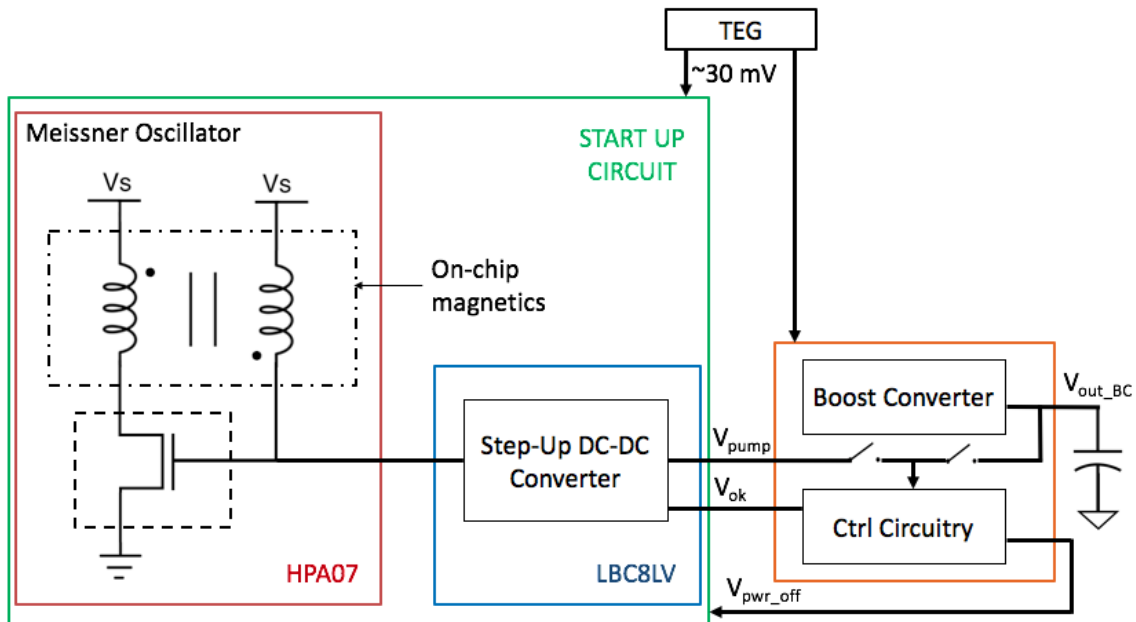 TEG
~30 mV
Meissner Oscillator
START UP
CIRCUIT
Vs
Vs
On-chip
magnetics
Boost Converter
Vout_BC
Step-Up DC-DC
Converter
Vpump
Vok
Ctrl Circuitry
HPA07
LBC8LV
Vpwr_off